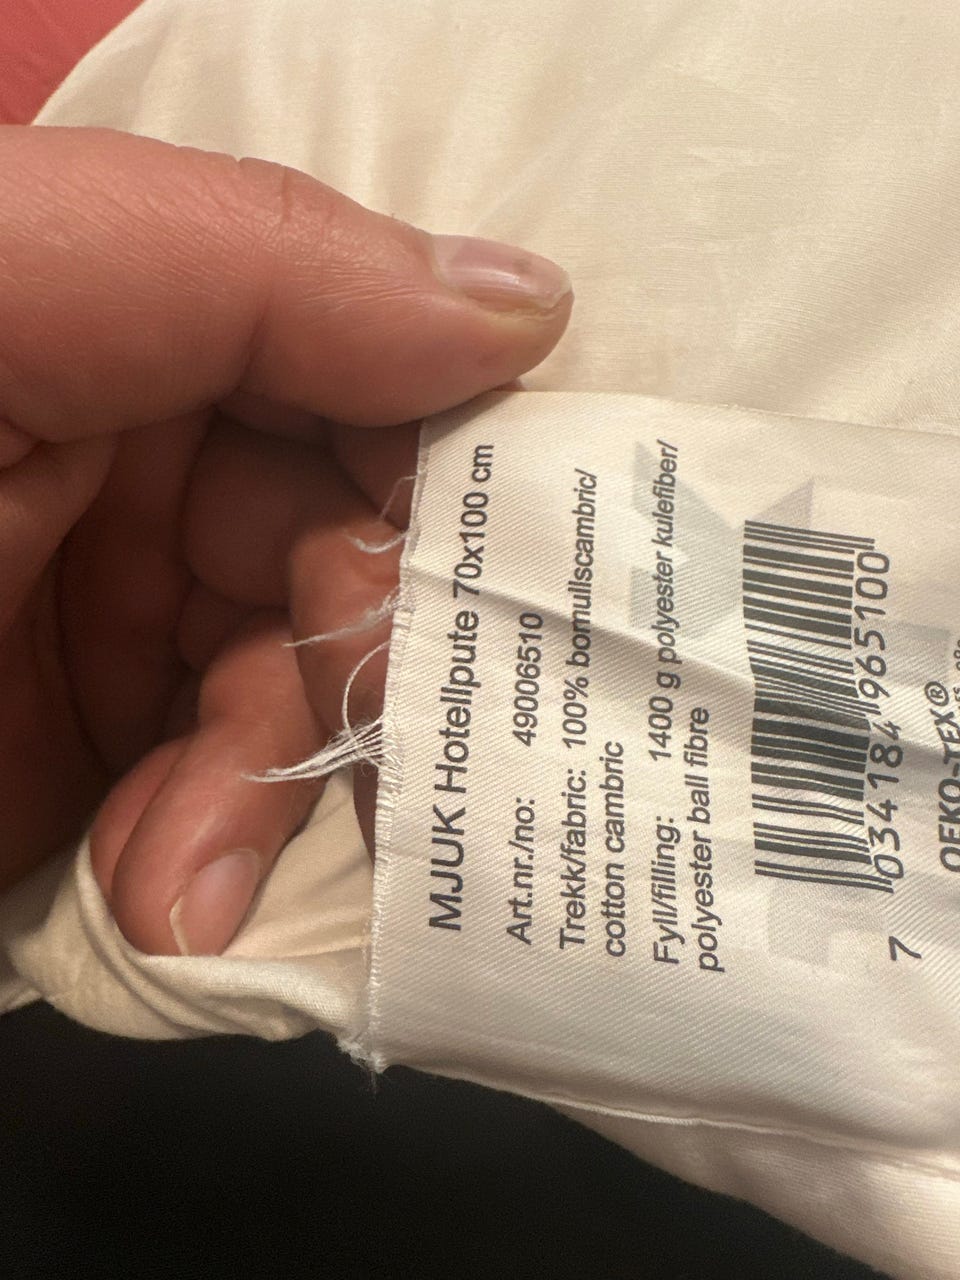 MJUK Hotellpute 70x100 cm
Art.nr./no: 49006510
Trekk/fabric: 100% bomullscambric/
cotton cambric
Fyll/filling: 1400 g polyester kulefiber/
polyester ball fibre
7 034184 965100
OEKO-TEX®